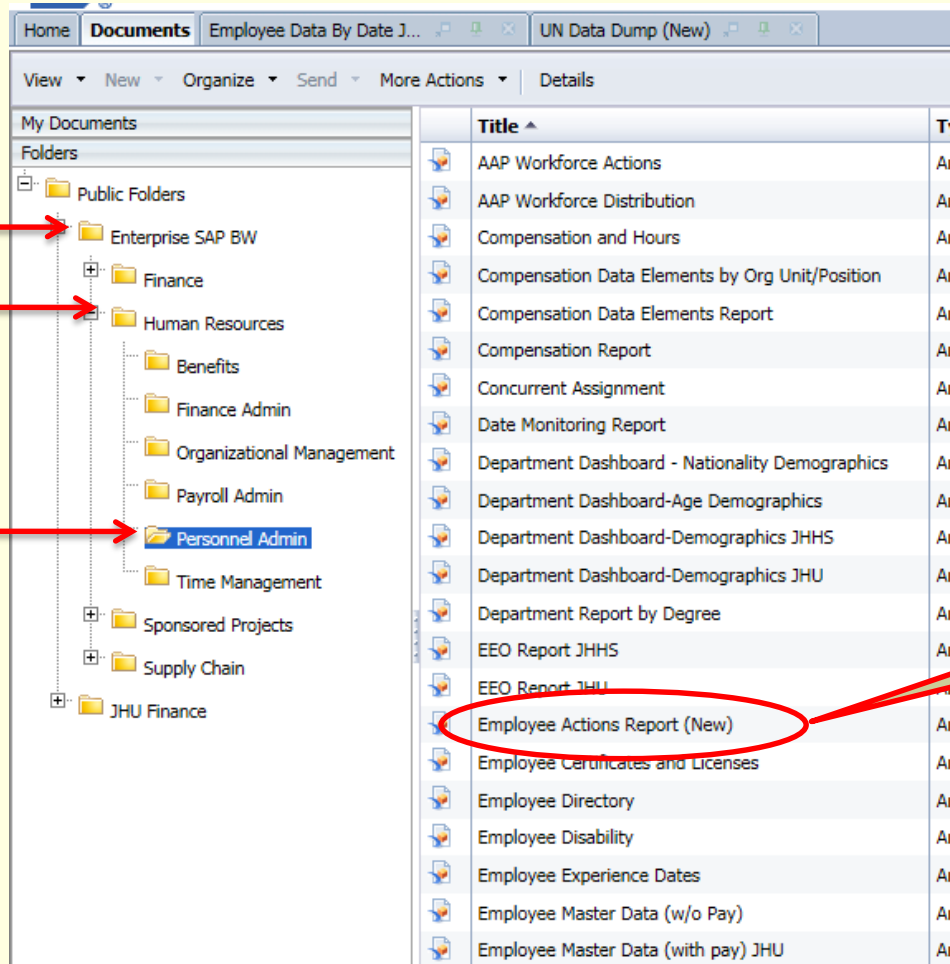 Home Documents Employee Data By Date J... UN Data Dump (New)
View New Organize Send More Actions Details
My Documents
Folders
Public Folders
Enterprise SAP BW
Finance
Human Resources
Benefits
Finance Admin
Organizational Management
Payroll Admin
Personnel Admin
Time Management
Sponsored Projects
Supply Chain
JHU Finance
Title
AAP Workforce Actions
AAP Workforce Distribution
Compensation and Hours
Compensation Data Elements by Org Unit/Position
Compensation Data Elements Report
Compensation Report
Concurrent Assignment
Date Monitoring Report
Department Dashboard - Nationality Demographics
Department Dashboard-Age Demographics
Department Dashboard-Demographics JHHS
Department Dashboard-Demographics JHU
Department Report by Degree
EEO Report JHHS
EEO Report JHU
Employee Actions Report (New)
Employee Certificates and Licenses
Employee Directory
Employee Disability
Employee Experience Dates
Employee Master Data (w/o Pay)
Employee Master Data (with pay) JHU